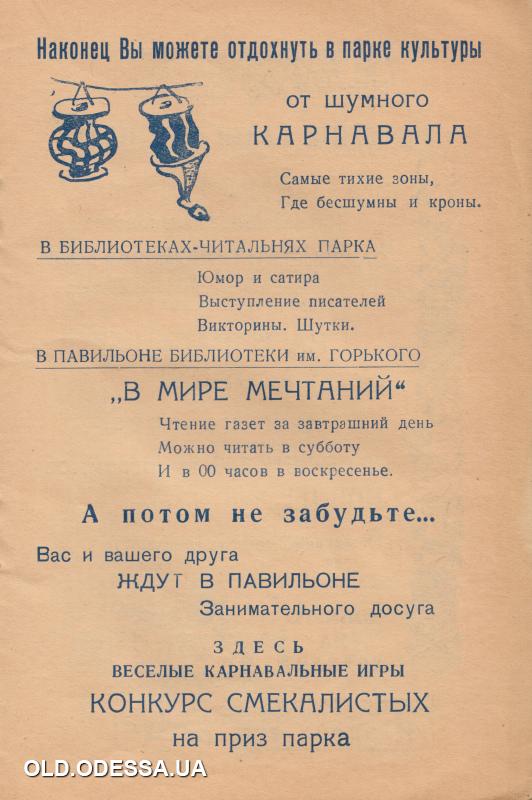 Наконец Вы можете отдохнуть в парке культуры
от шумного
КАРНАВАЛА
Самые тихие зоны,
Где бесшумны и кроны.
В БИБЛИОТЕКАХ-ЧИТАЛЬНЯХ ПАРКА
Юмор и сатира
Выступление писателей
Викторины. Шутки.
В ПАВИЛЬОНЕ БИБЛИОТЕКИ им. ГОРЬКОГО
„В МИРЕ МЕЧТАНИЙ“
Чтение газет за завтрашний день
Можно читать в субботу
И в 00 часов в воскресенье.
А потом не забудьте...
Вас и вашего друга
ЖДУТ В ПАВИЛЬОНЕ
Занимательного досуга
ЗДЕСЬ
ВЕСЕЛЫЕ КАРНАВАЛЬНЫЕ ИГРЫ
КОНКУРС СМЕКАЛИСТЫХ
на приз парка
OLD.ODESSA.UA